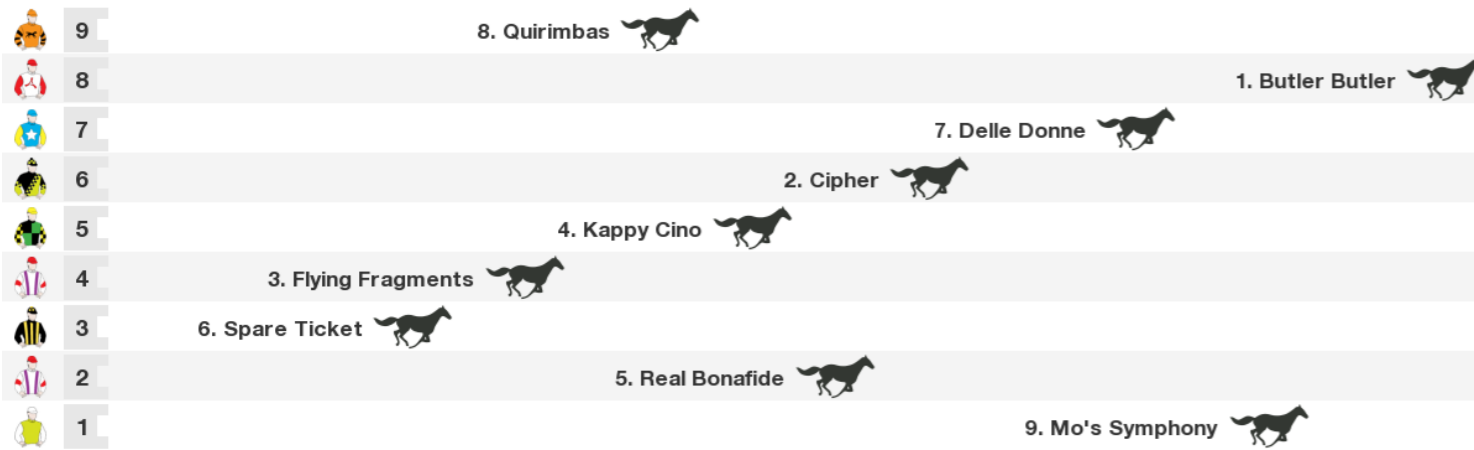 9 8. Quirimbas
8 1. Butler Butler
7 7. Delle Donne
6 2. Cipher
5 4. Kappy Cino
4 3. Flying Fragments
3 6. Spare Ticket
2 5. Real Bonafide
1 9. Mo's Symphony